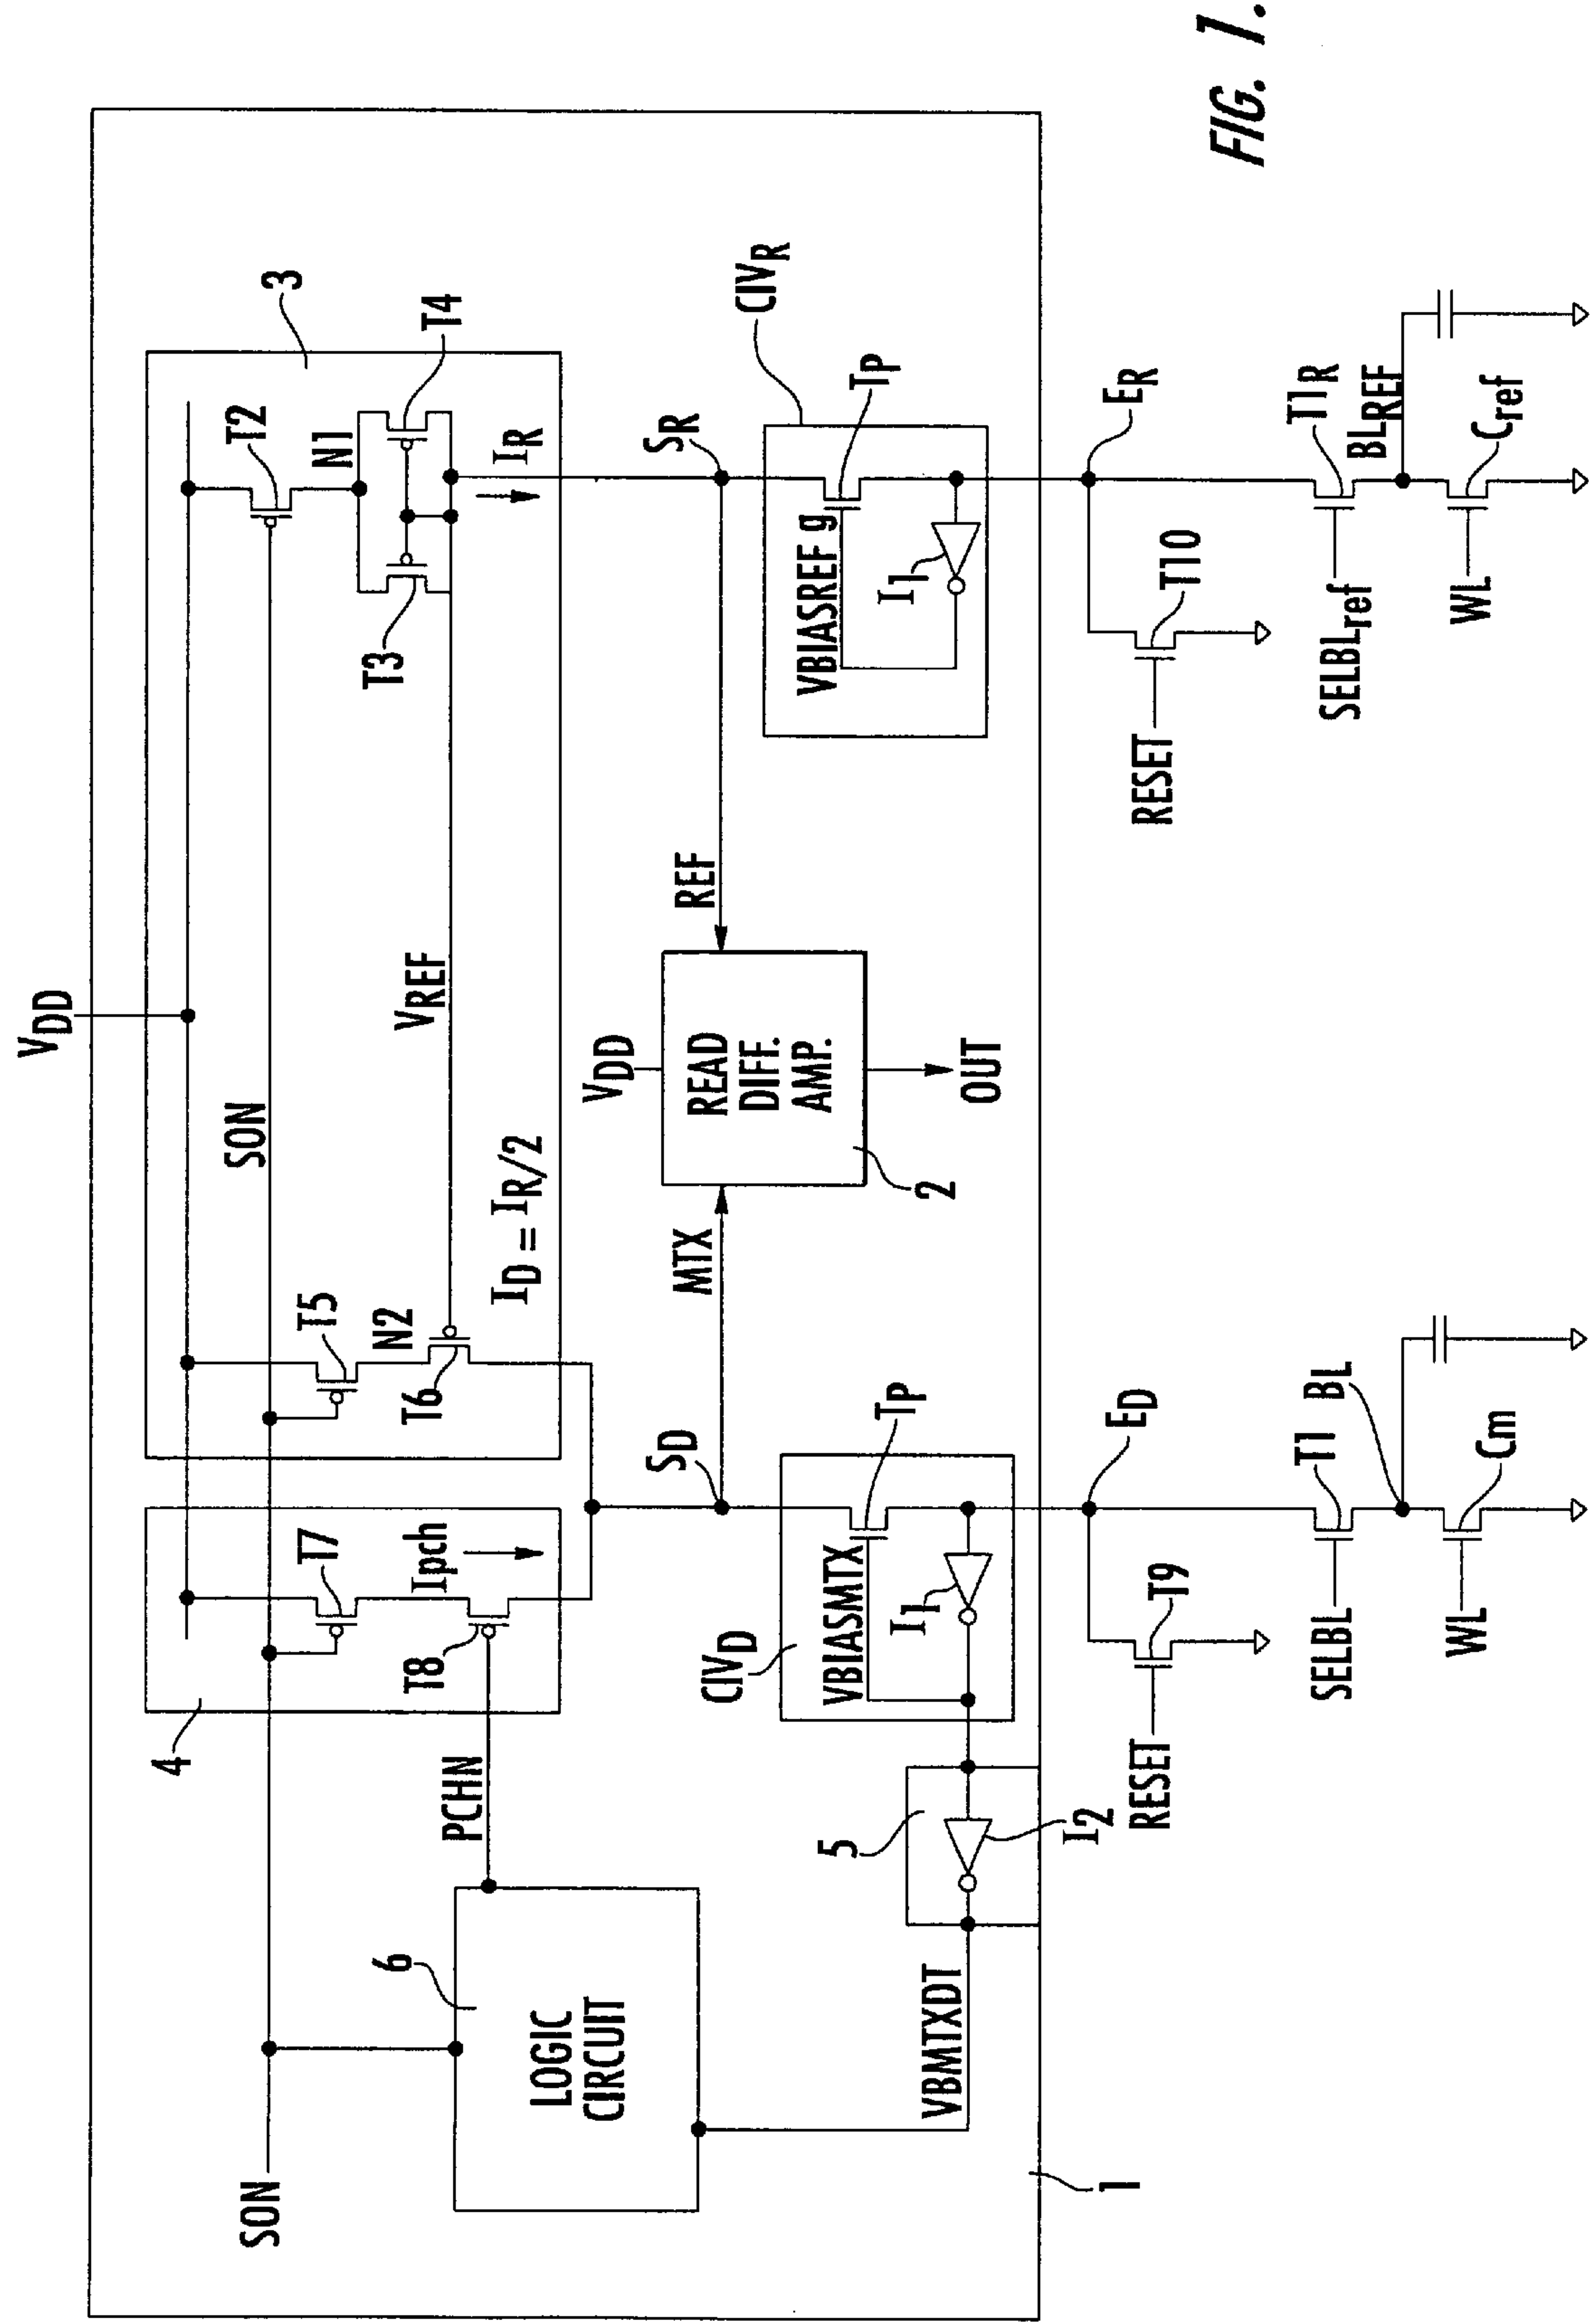 VDD
SON
SON
4
T7
Ipch
T8
PCHN
T5
N2
T6
ID = IR/2
VREF
3
T2
N1
T3
T4
IR
6
LOGIC
CIRCUIT
VBMTXDT
5
I2
CIVD
VBIASMTX
I1
TP
SD
MTX
VDD
READ
DIFF.
AMP.
2
OUT
REF
SR
CIVR
VBIASREF g
I1
TP
1
ED
RESET
T9
SELBL
T1
BL
WL
Cm
ER
RESET
T10
SELBLref
T1R
BLREF
WL
Cref
FIG. 1.